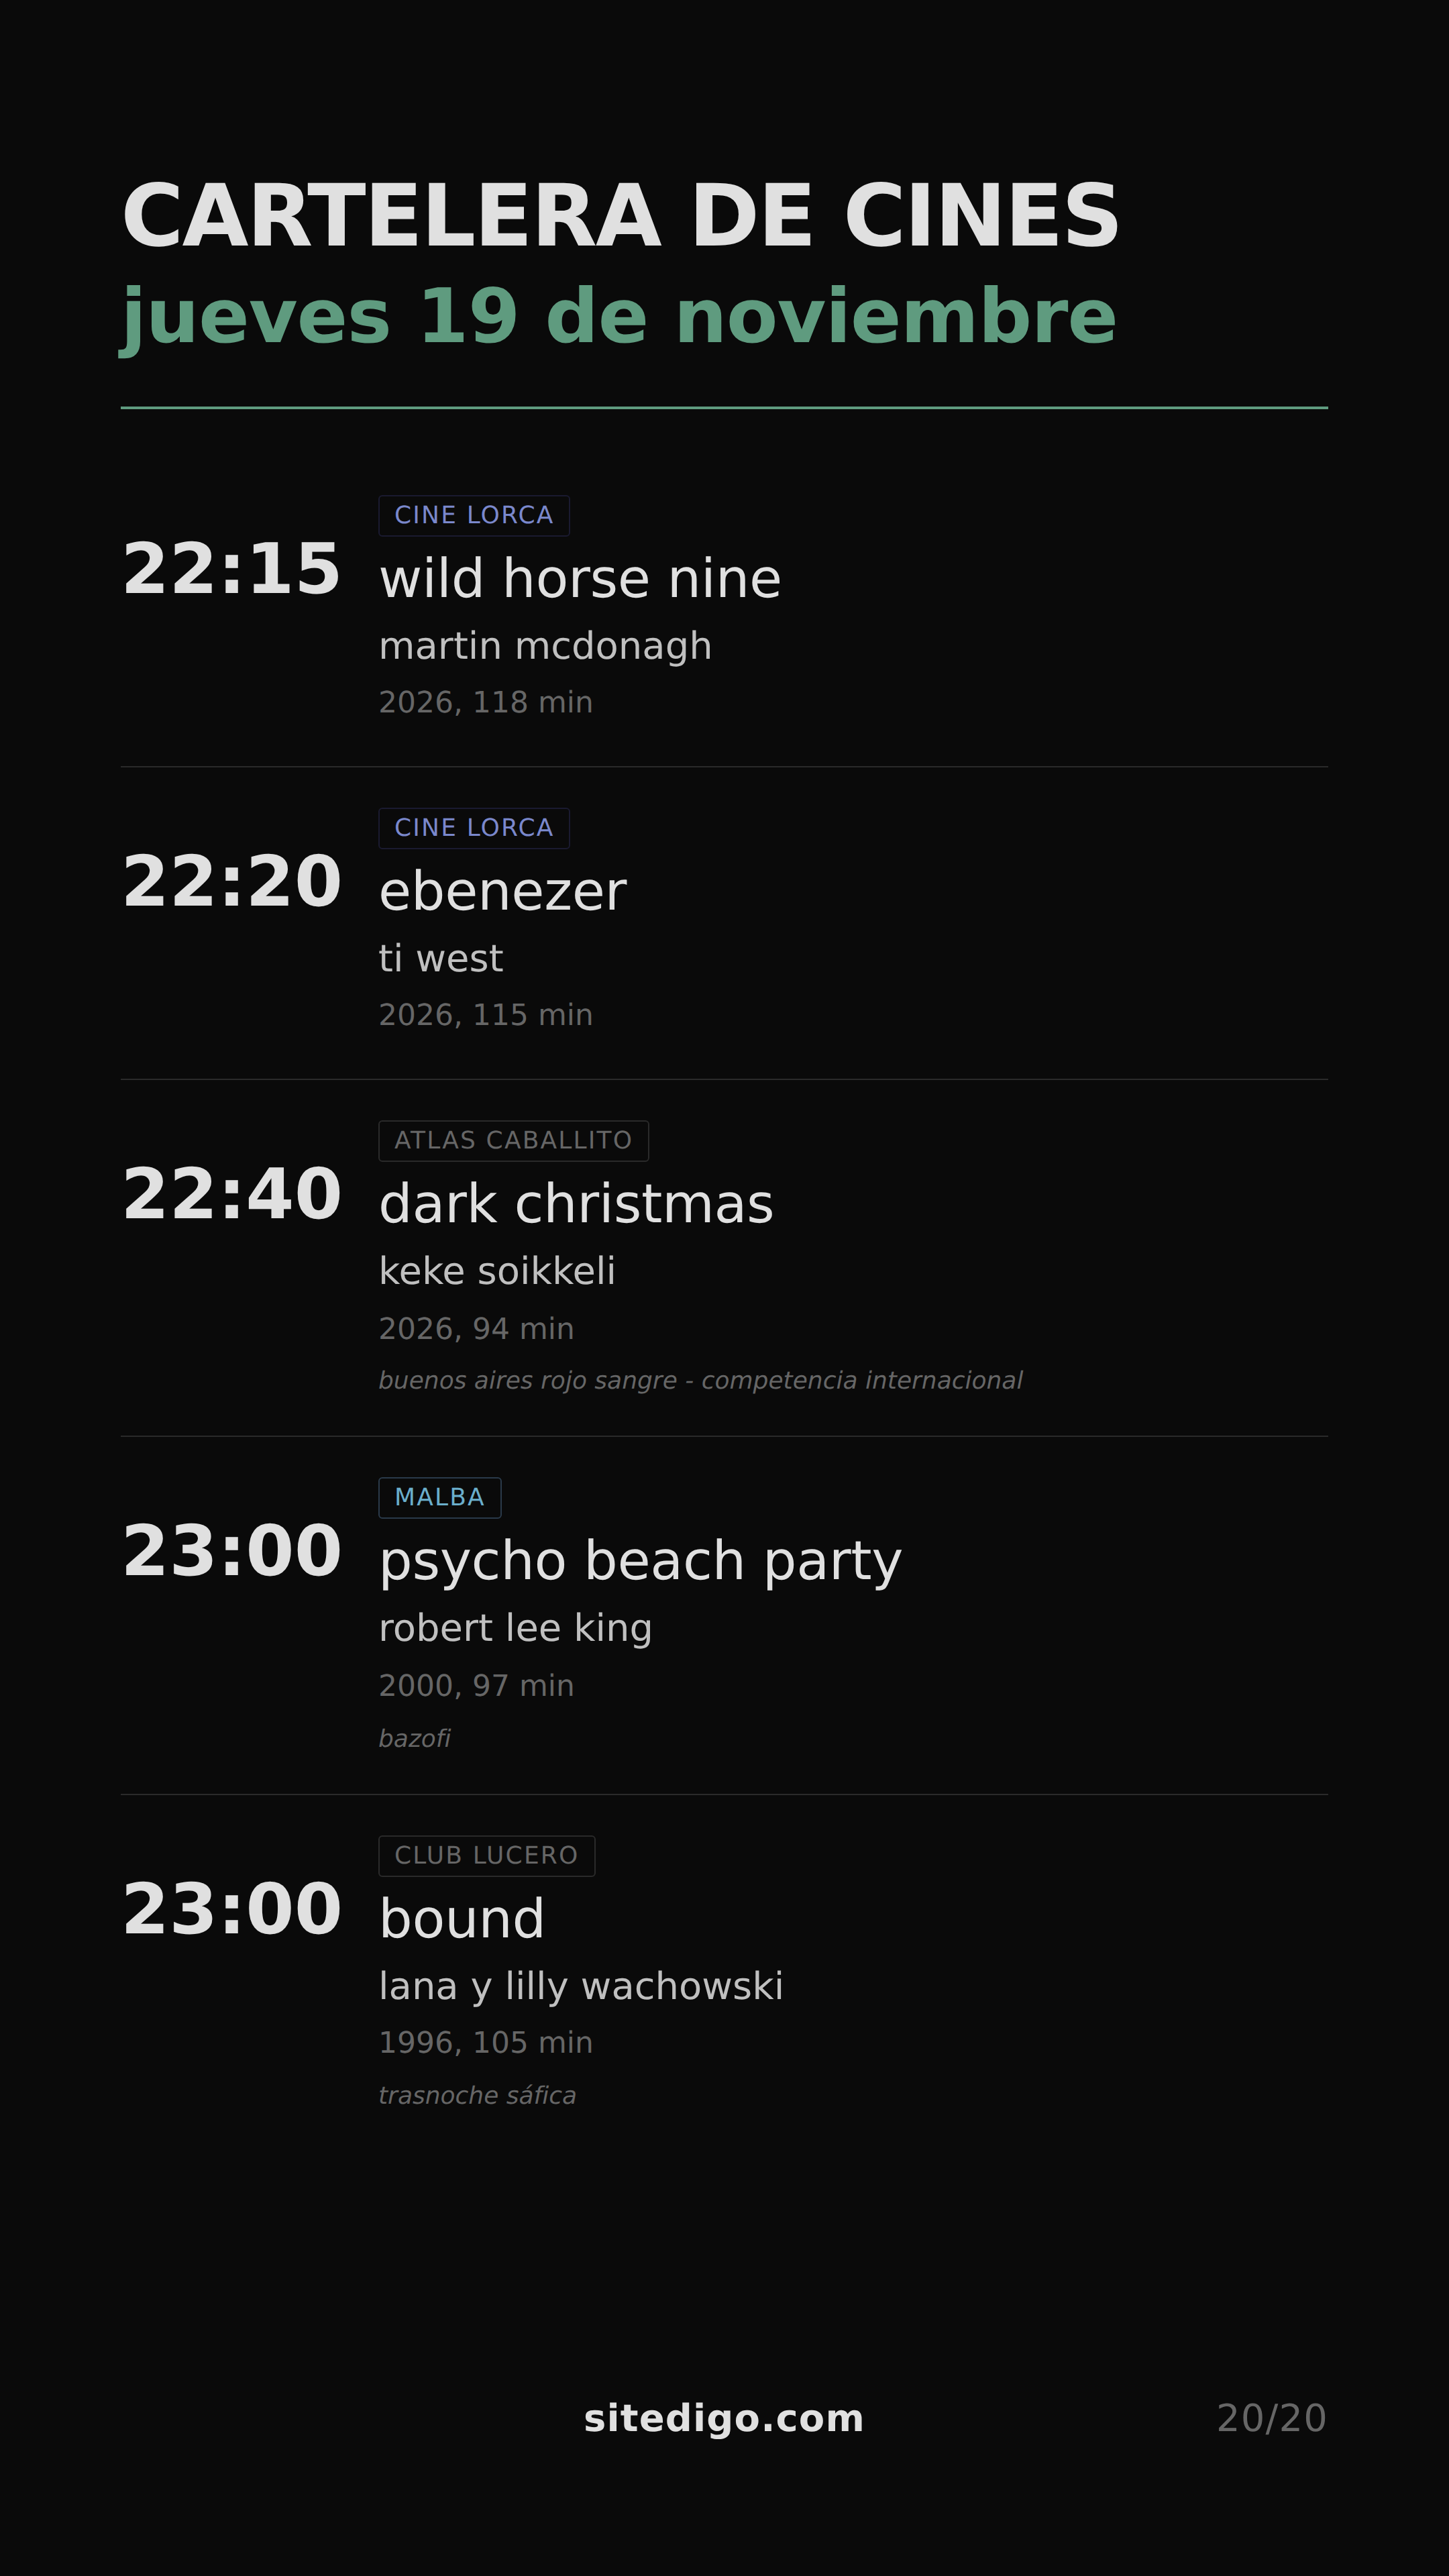 CARTELERA DE CINES
jueves 19 de noviembre
CINE LORCA
22:15
wild horse nine
martin mcdonagh
2026, 118 min
CINE LORCA
22:20
ebenezer
ti west
2026, 115 min
ATLAS CABALLITO
22:40
dark christmas
keke soikkeli
2026, 94 min
buenos aires rojo sangre - competencia internacional
MALBA
23:00
psycho beach party
robert lee king
2000, 97 min
bazofi
CLUB LUCERO
23:00
bound
lana y lilly wachowski
1996, 105 min
trasnoche sáfica
sitedigo.com
20/20